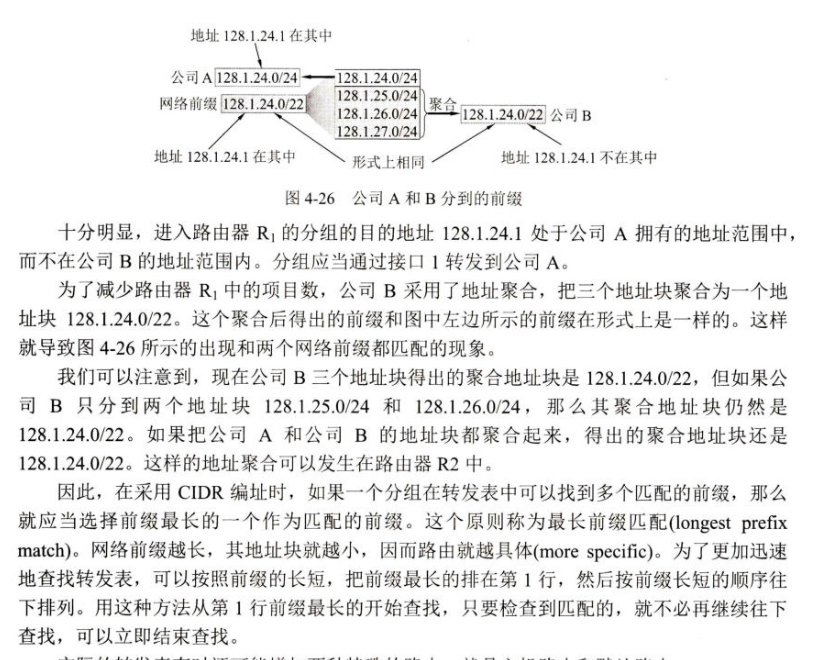 地址 128.1.24.1 在其中
公司 A 128.1.24.0/24 128.1.24.0/24
网络前缀 128.1.24.0/22 128.1.25.0/24 聚合
128.1.26.0/24 128.1.24.0/22 公司 B
128.1.27.0/24
地址 128.1.24.1 在其中 形式上相同 地址 128.1.24.1 不在其中
图 4-26 公司 A 和 B 分到的前缀
十分明显，进入路由器 R₁ 的分组的目的地址 128.1.24.1 处于公司 A 拥有的地址范围中，
而不在公司 B 的地址范围内。分组应当通过接口 1 转发到公司 A。
为了减少路由器 R₁ 中的项目数，公司 B 采用了地址聚合，把三个地址块聚合为一个地
址块 128.1.24.0/22。这个聚合后得出的前缀和图中左边所示的前缀在形式上是一样的。这样
就导致图 4-26 所示的出现和两个网络前缀都匹配的现象。
我们可以注意到，现在公司 B 三个地址块得出的聚合地址块是 128.1.24.0/22，但如果公
司 B 只分到两个地址块 128.1.25.0/24 和 128.1.26.0/24，那么其聚合地址块仍然是
128.1.24.0/22。如果把公司 A 和公司 B 的地址块都聚合起来，得出的聚合地址块还是
128.1.24.0/22。这样的地址聚合可以发生在路由器 R2 中。
因此，在采用 CIDR 编址时，如果一个分组在转发表中可以找到多个匹配的前缀，那么
就应当选择前缀最长的一个作为匹配的前缀。这个原则称为最长前缀匹配(longest prefix
match)。网络前缀越长，其地址块就越小，因而路由就越具体(more specific)。为了更加迅速
地查找转发表，可以按照前缀的长短，把前缀最长的排在第 1 行，然后按前缀长短的顺序往
下排列。用这种方法从第 1 行前缀最长的开始查找，只要检查到匹配的，就不必再继续往下
查找，可以立即结束查找。